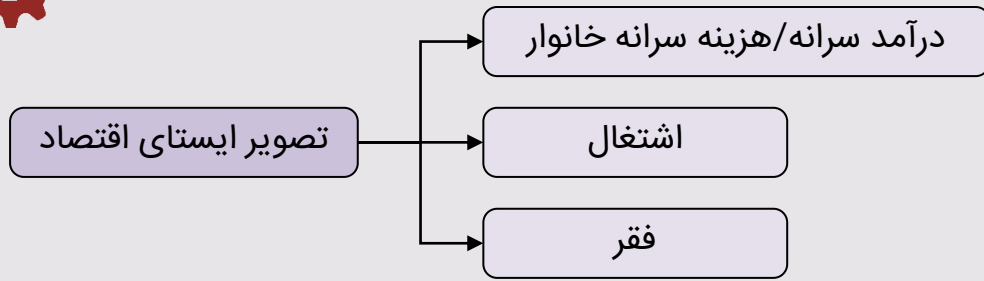 درآمد سرانه/هزینه سرانه خانوار
تصویر ایستای اقتصاد
اشتغال
فقر